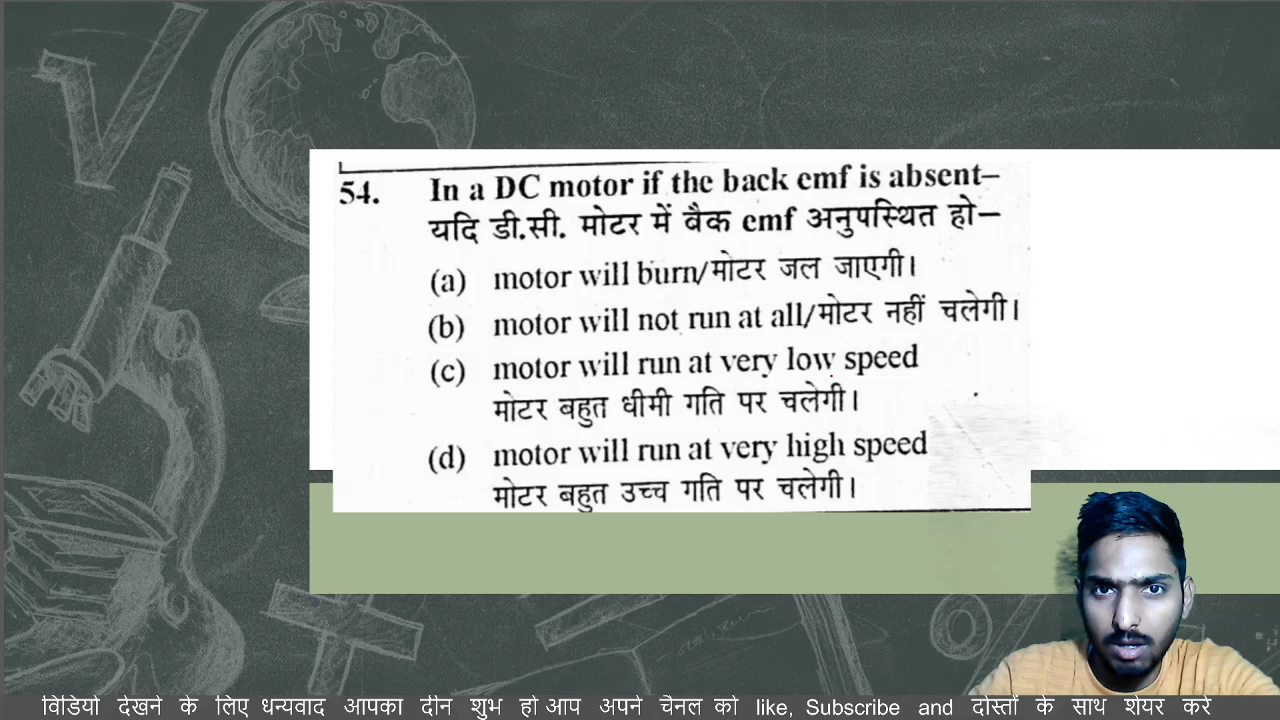 54. In a DC motor if the back emf is absent–
यदि डी.सी. मोटर में बैक emf अनुपस्थित हो–
(a) motor will burn/मोटर जल जाएगी।
(b) motor will not run at all/मोटर नहीं चलेगी।
(c) motor will run at very low speed
मोटर बहुत धीमी गति पर चलेगी।
(d) motor will run at very high speed
मोटर बहुत उच्च गति पर चलेगी।
विडियो देखने के लिए धन्यवाद आपका दीन शुभ हो आप अपने चैनल को like, Subscribe and दोस्तों के साथ शेयर करें